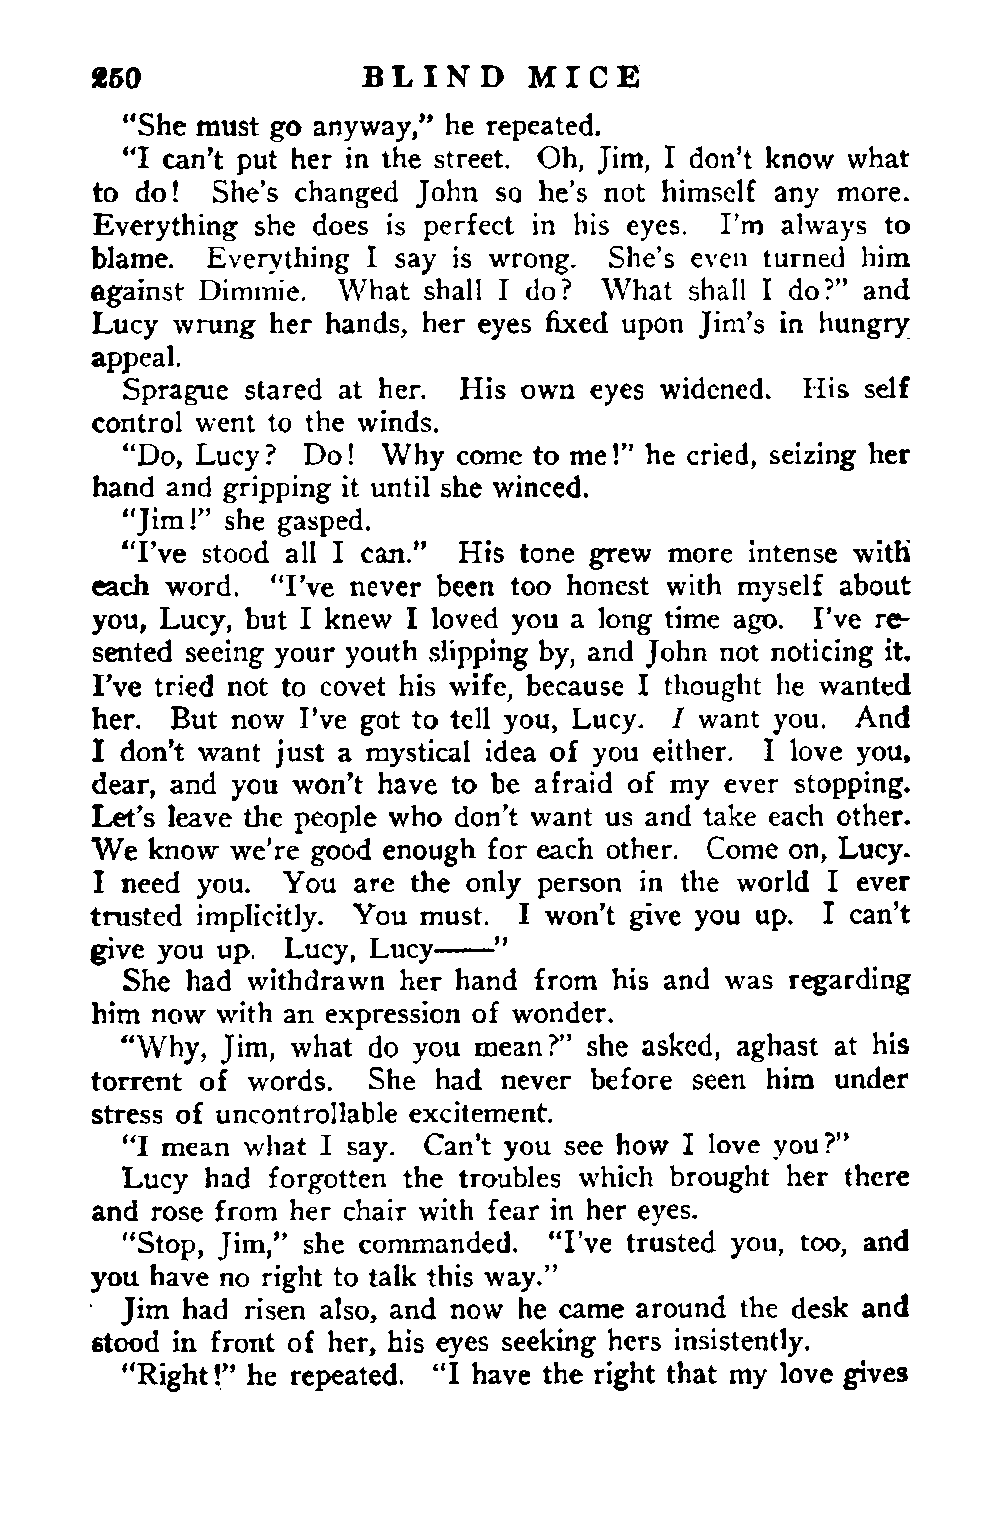 250 BLIND MICE
"She must go anyway," he repeated.
"I can't put her in the street. Oh, Jim, I don't know what
to do! She's changed John so he's not himself any more.
Everything she does is perfect in his eyes. I'm always to
blame. Everything I say is wrong. She's even turned him
against Dimmie. What shall I do? What shall I do?" and
Lucy wrung her hands, her eyes fixed upon Jim's in hungry
appeal.
Sprague stared at her. His own eyes widened. His self
control went to the winds.
"Do, Lucy? Do! Why come to me!" he cried, seizing her
hand and gripping it until she winced.
"Jim!" she gasped.
"I've stood all I can." His tone grew more intense with
each word. "I've never been too honest with myself about
you, Lucy, but I knew I loved you a long time ago. I've re-
sented seeing your youth slipping by, and John not noticing it.
I've tried not to covet his wife, because I thought he wanted
her. But now I've got to tell you, Lucy. I want you. And
I don't want just a mystical idea of you either. I love you,
dear, and you won't have to be afraid of my ever stopping.
Let's leave the people who don't want us and take each other.
We know we're good enough for each other. Come on, Lucy.
I need you. You are the only person in the world I ever
trusted implicitly. You must. I won't give you up. I can't
give you up. Lucy, Lucy——"
She had withdrawn her hand from his and was regarding
him now with an expression of wonder.
"Why, Jim, what do you mean?" she asked, aghast at his
torrent of words. She had never before seen him under
stress of uncontrollable excitement.
"I mean what I say. Can't you see how I love you?"
Lucy had forgotten the troubles which brought her there
and rose from her chair with fear in her eyes.
"Stop, Jim," she commanded. "I've trusted you, too, and
you have no right to talk this way."
Jim had risen also, and now he came around the desk and
stood in front of her, his eyes seeking hers insistently.
"Right!" he repeated. "I have the right that my love gives